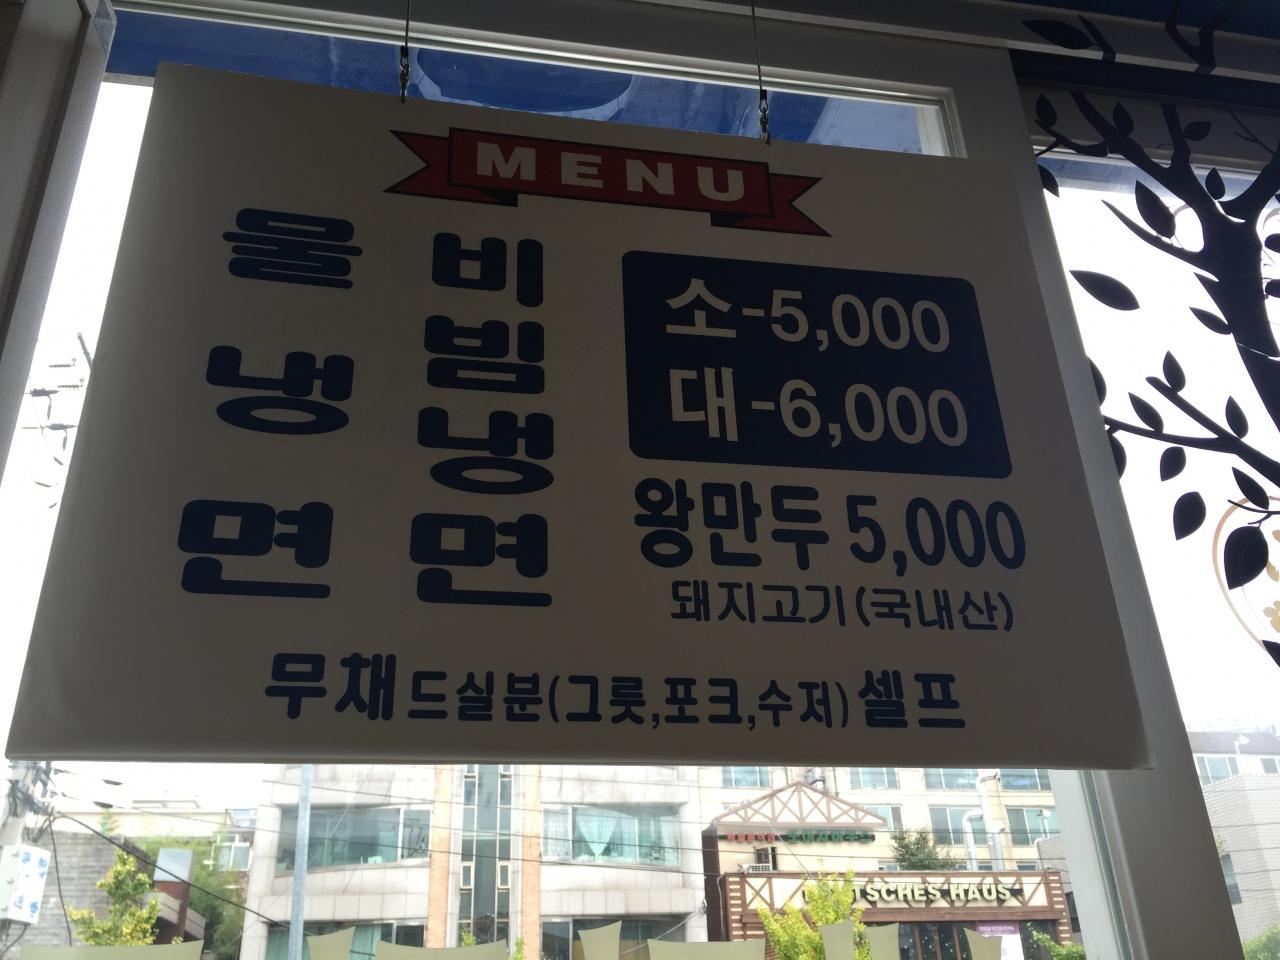 MENU
물냉면
비빔냉면
소-5,000
대-6,000
왕만두 5,000
돼지고기(국내산)
무채 드실분(그릇,포크,수저) 셀프
DEUTSCHES HAUS